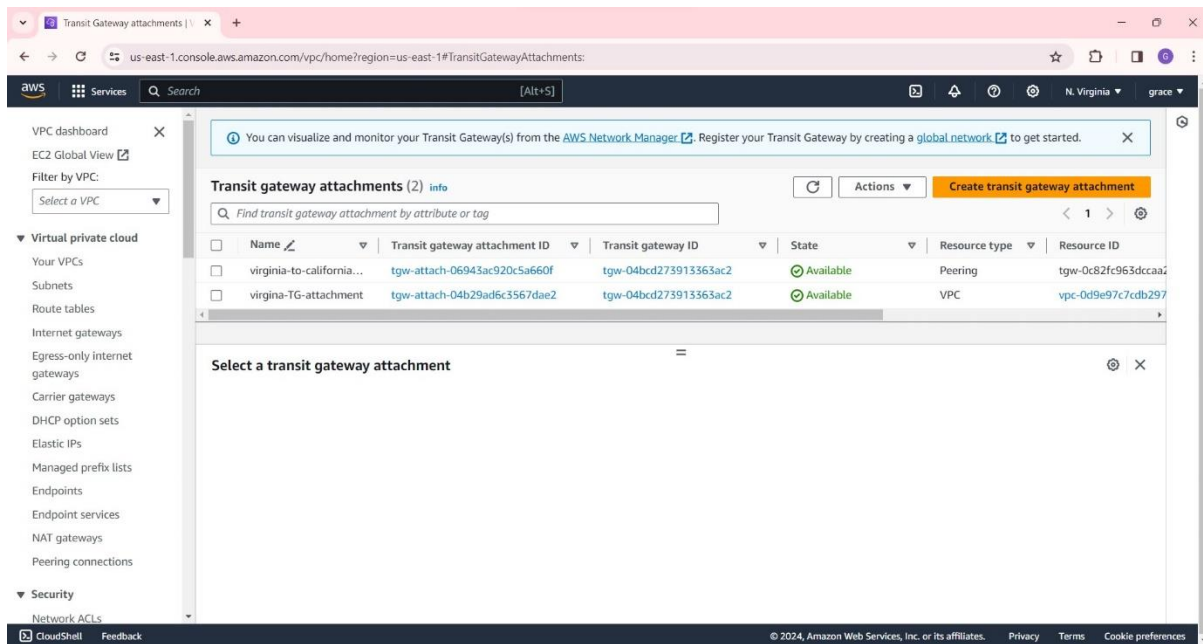 Transit Gateway attachments | V
us-east-1.console.aws.amazon.com/vpc/home?region=us-east-1#TransitGatewayAttachments:
G
aws Services Search [Alt+S] N. Virginia grace
VPC dashboard
EC2 Global View
Filter by VPC:
Select a VPC
Virtual private cloud
Your VPCs
Subnets
Route tables
Internet gateways
Egress-only internet
gateways
Carrier gateways
DHCP option sets
Elastic IPs
Managed prefix lists
Endpoints
Endpoint services
NAT gateways
Peering connections
Security
Network ACLs
You can visualize and monitor your Transit Gateway(s) from the AWS Network Manager. Register your Transit Gateway by creating a global network to get started.
Transit gateway attachments (2) info Actions Create transit gateway attachment
Find transit gateway attachment by attribute or tag 1
Name Transit gateway attachment ID Transit gateway ID State Resource type Resource ID
virginia-to-california... tgw-attach-06943ac920c5a660f tgw-04bcd273913363ac2 Available Peering tgw-0c82fc963dccaa2
virgina-TG-attachment tgw-attach-04b29ad6c3567dae2 tgw-04bcd273913363ac2 Available VPC vpc-0d9e97c7cdb297
Select a transit gateway attachment
CloudShell Feedback © 2024, Amazon Web Services, Inc. or its affiliates. Privacy Terms Cookie preferences